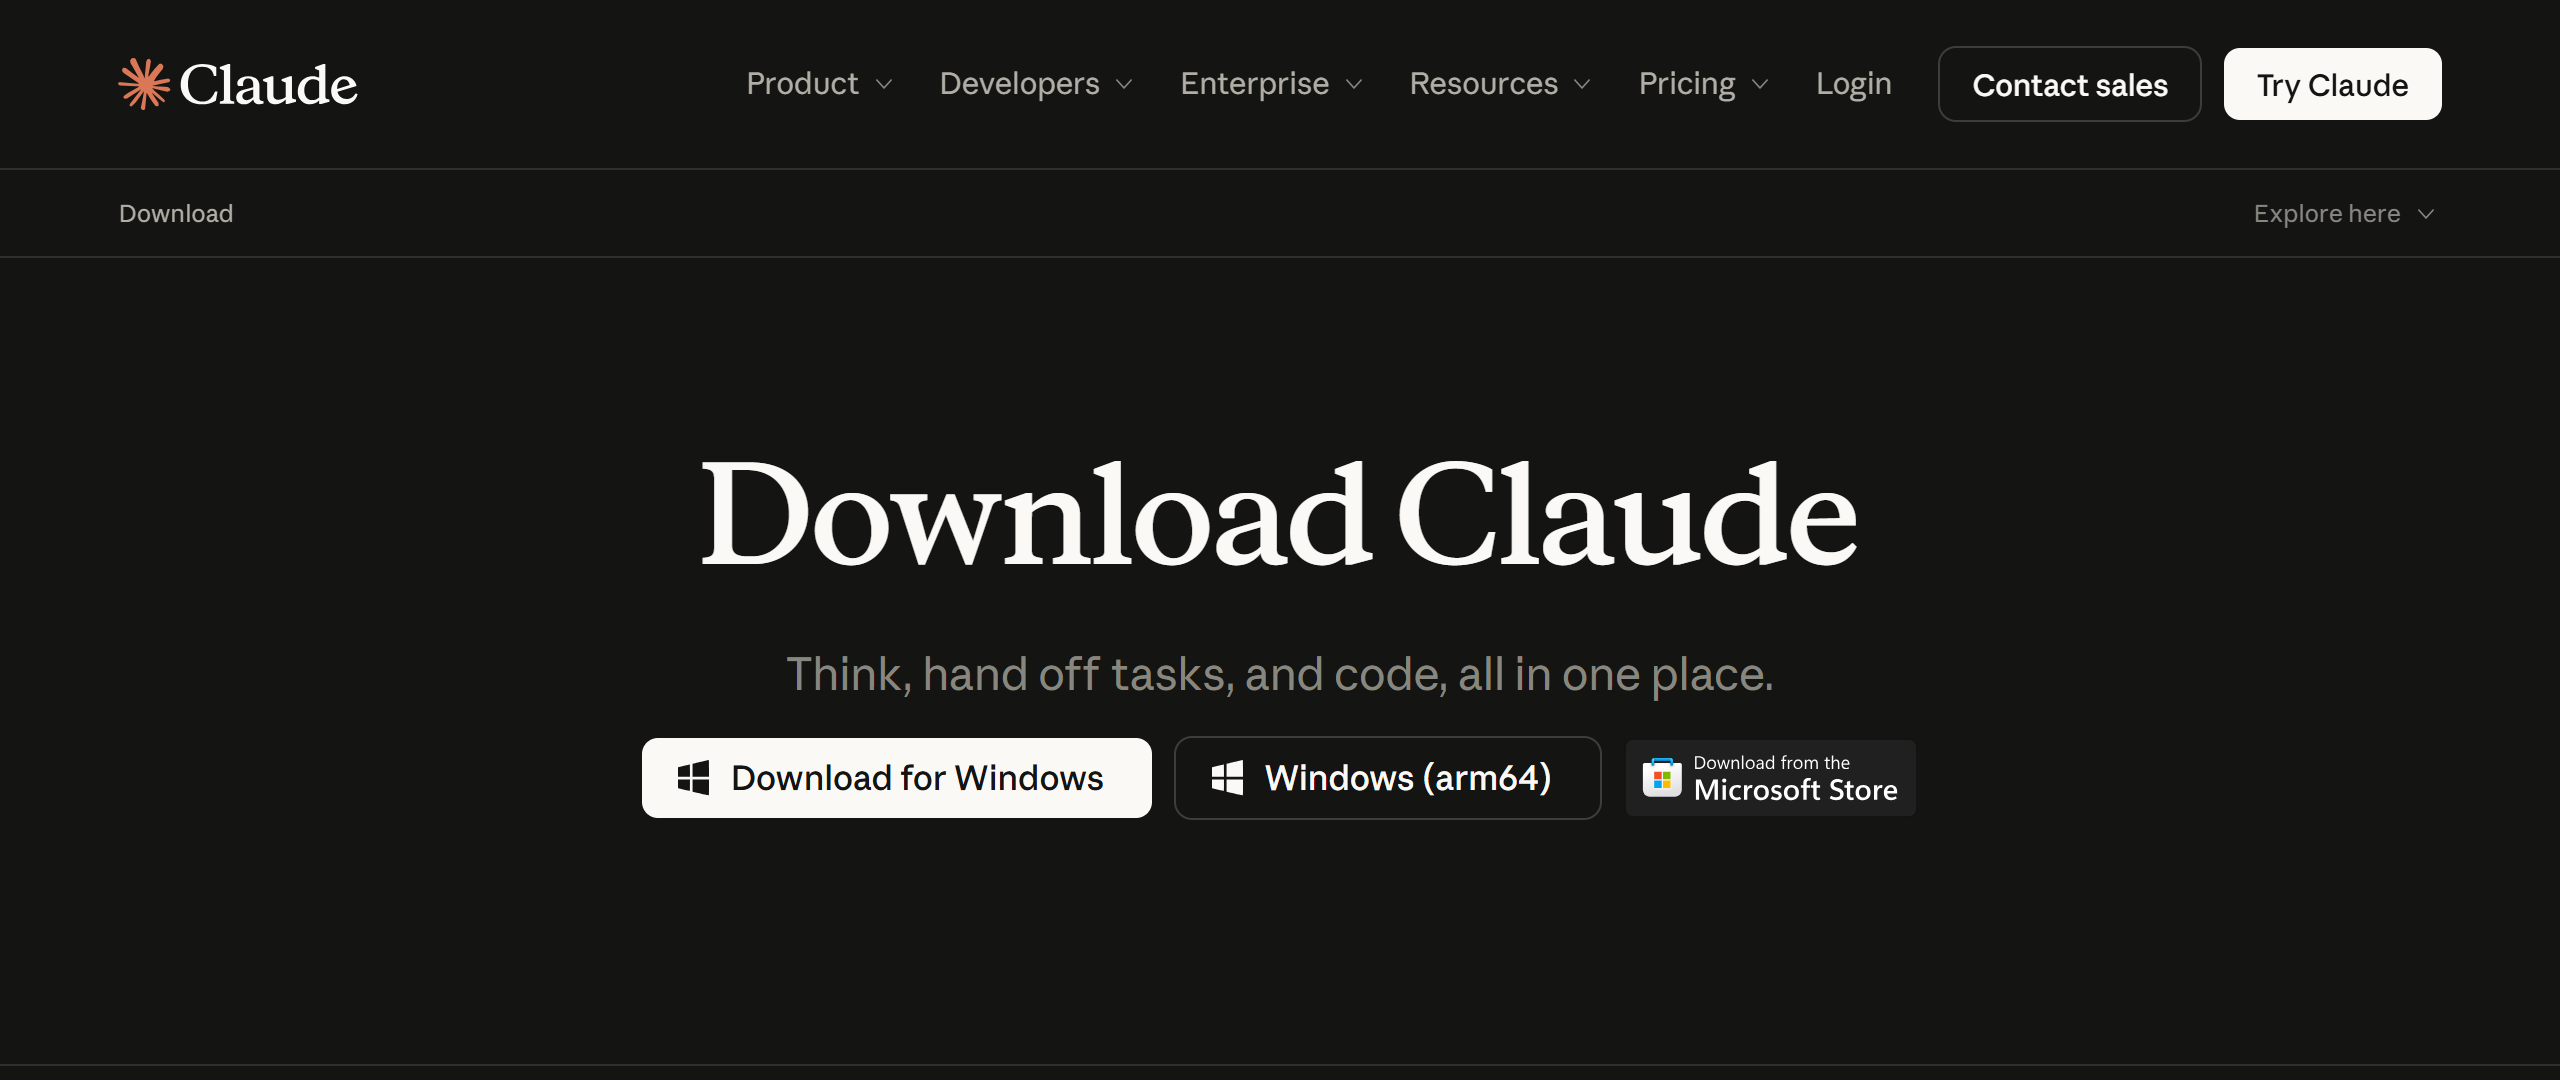 Claude
Product Developers Enterprise Resources Pricing Login Contact sales Try Claude
Download Explore here
Download Claude
Think, hand off tasks, and code, all in one place.
Download for Windows
Windows (arm64)
Download from the
Microsoft Store